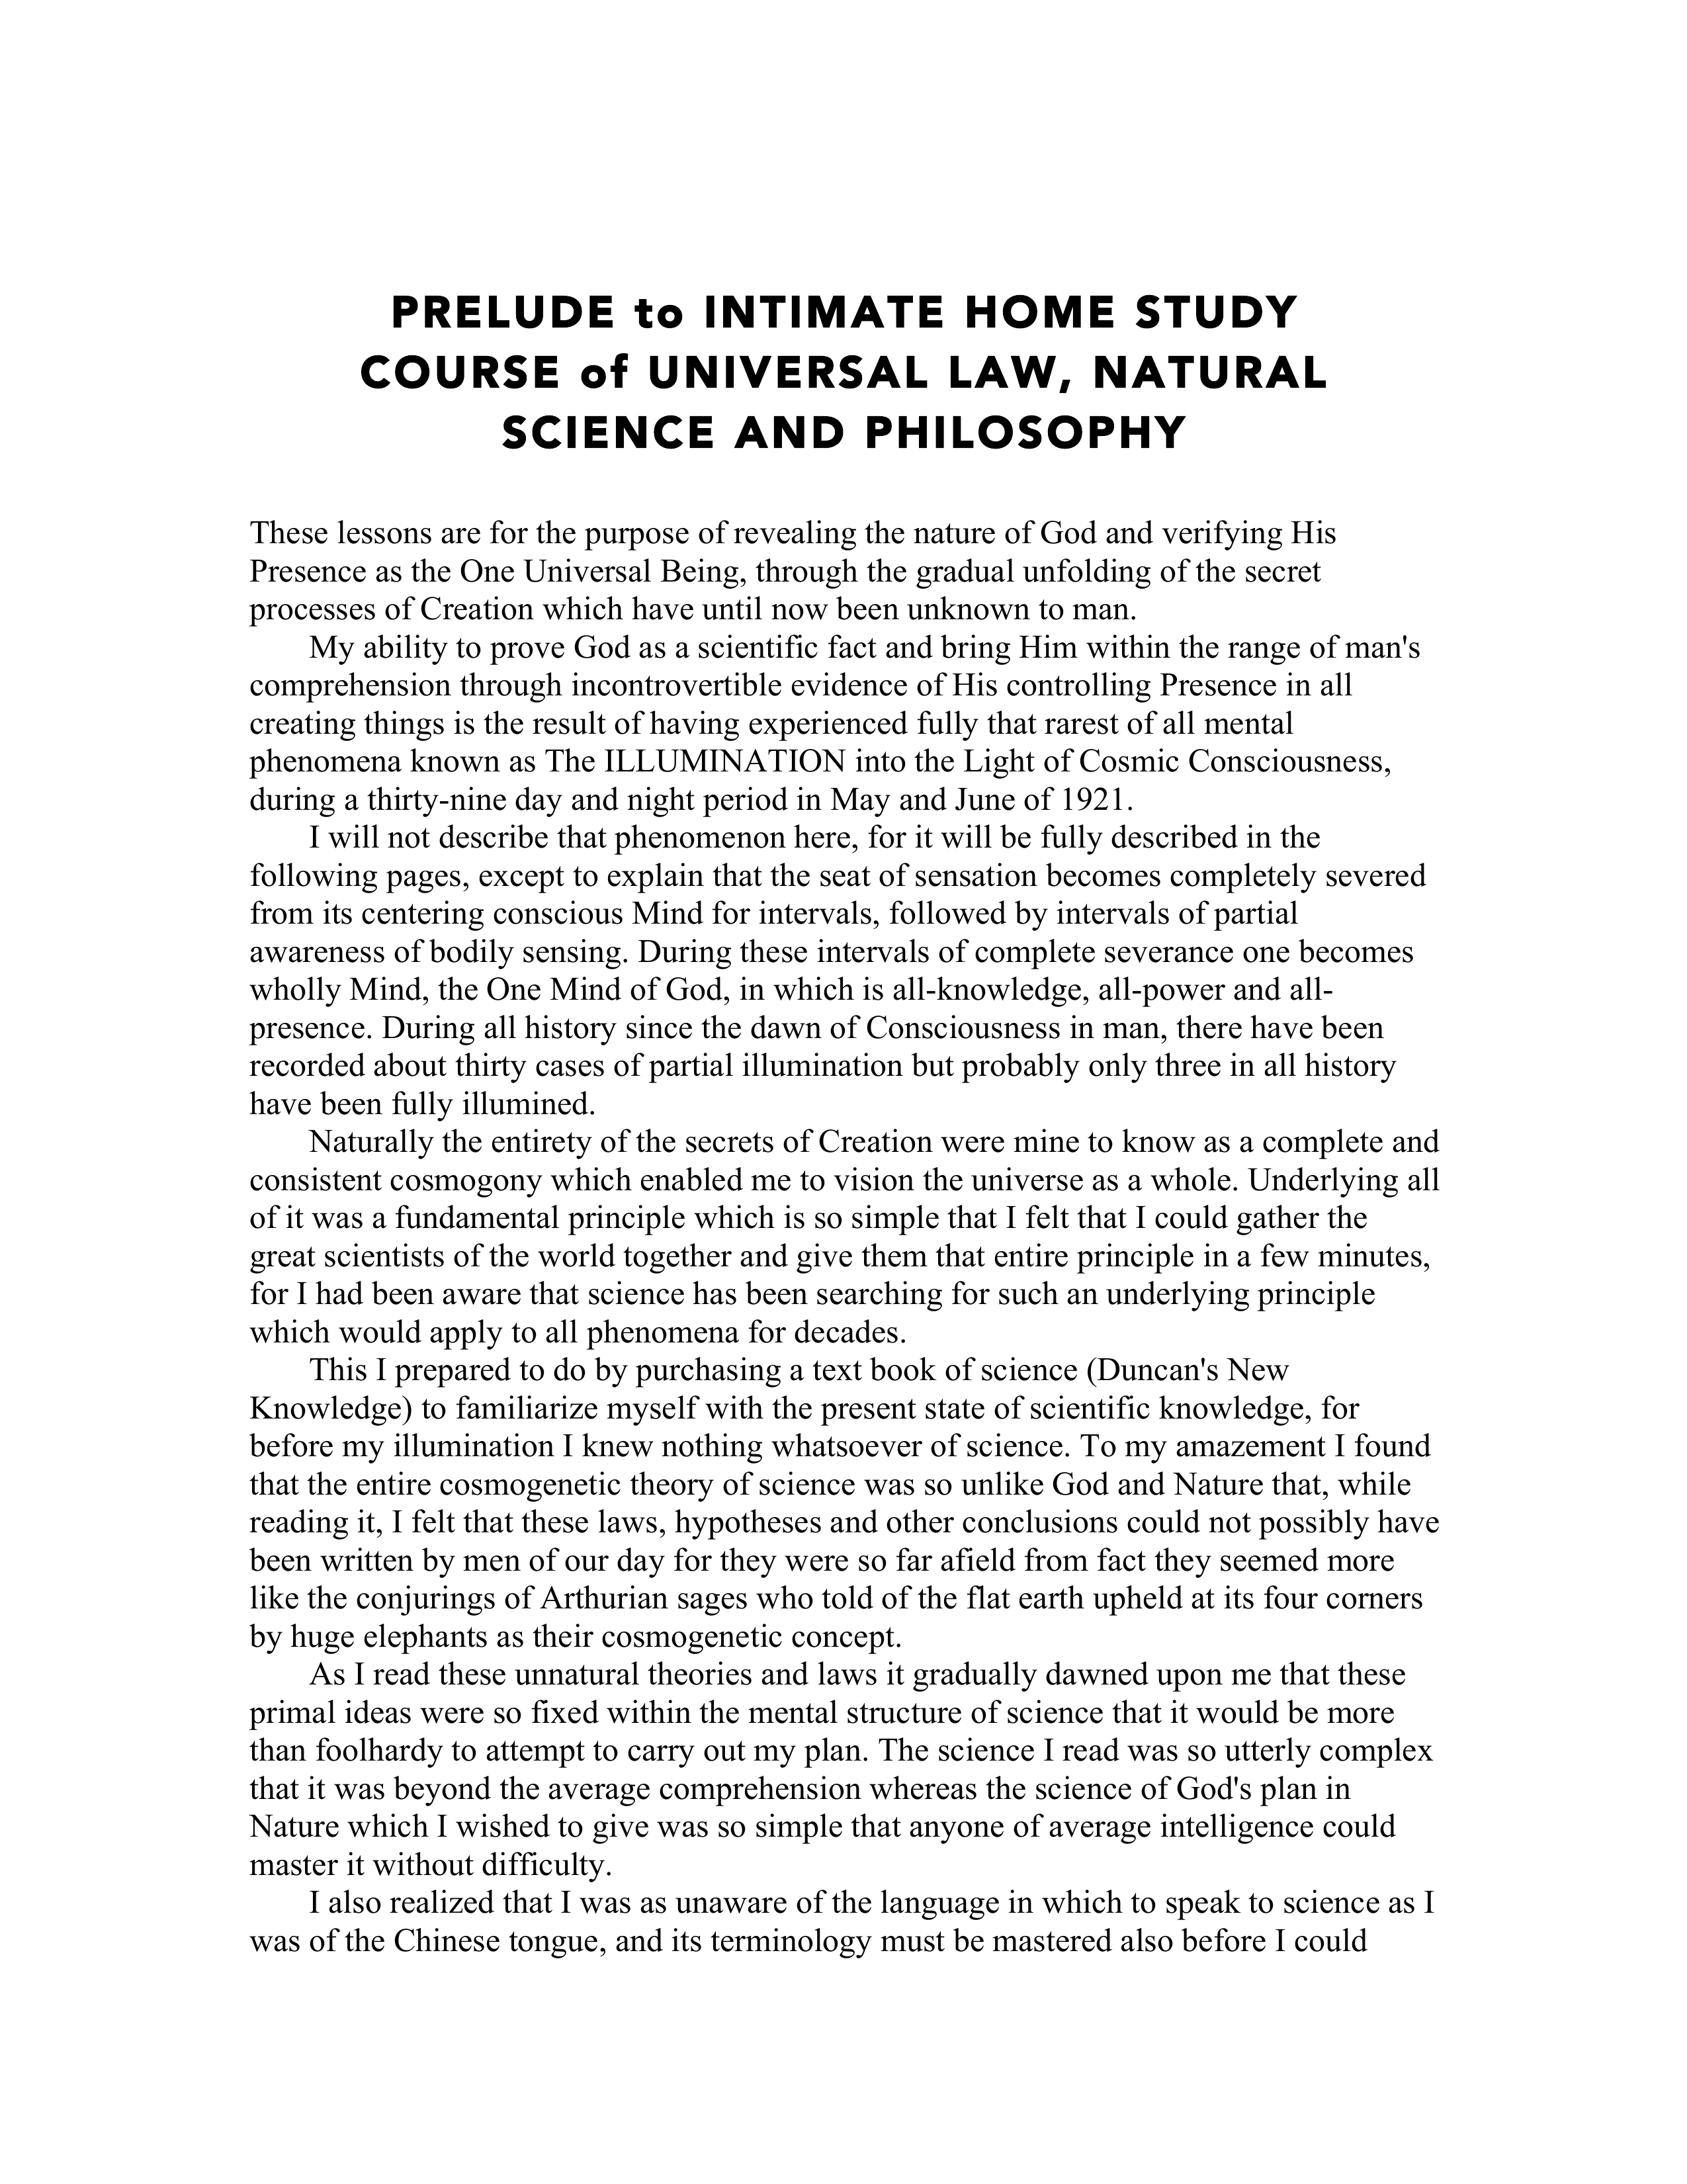 PRELUDE to INTIMATE HOME STUDY
COURSE of UNIVERSAL LAW, NATURAL
SCIENCE AND PHILOSOPHY
These lessons are for the purpose of revealing the nature of God and verifying His
Presence as the One Universal Being, through the gradual unfolding of the secret
processes of Creation which have until now been unknown to man.
My ability to prove God as a scientific fact and bring Him within the range of man's
comprehension through incontrovertible evidence of His controlling Presence in all
creating things is the result of having experienced fully that rarest of all mental
phenomena known as The ILLUMINATION into the Light of Cosmic Consciousness,
during a thirty-nine day and night period in May and June of 1921.
I will not describe that phenomenon here, for it will be fully described in the
following pages, except to explain that the seat of sensation becomes completely severed
from its centering conscious Mind for intervals, followed by intervals of partial
awareness of bodily sensing. During these intervals of complete severance one becomes
wholly Mind, the One Mind of God, in which is all-knowledge, all-power and all-
presence. During all history since the dawn of Consciousness in man, there have been
recorded about thirty cases of partial illumination but probably only three in all history
have been fully illumined.
Naturally the entirety of the secrets of Creation were mine to know as a complete and
consistent cosmogony which enabled me to vision the universe as a whole. Underlying all
of it was a fundamental principle which is so simple that I felt that I could gather the
great scientists of the world together and give them that entire principle in a few minutes,
for I had been aware that science has been searching for such an underlying principle
which would apply to all phenomena for decades.
This I prepared to do by purchasing a text book of science (Duncan's New
Knowledge) to familiarize myself with the present state of scientific knowledge, for
before my illumination I knew nothing whatsoever of science. To my amazement I found
that the entire cosmogenetic theory of science was so unlike God and Nature that, while
reading it, I felt that these laws, hypotheses and other conclusions could not possibly have
been written by men of our day for they were so far afield from fact they seemed more
like the conjurings of Arthurian sages who told of the flat earth upheld at its four corners
by huge elephants as their cosmogenetic concept.
As I read these unnatural theories and laws it gradually dawned upon me that these
primal ideas were so fixed within the mental structure of science that it would be more
than foolhardy to attempt to carry out my plan. The science I read was so utterly complex
that it was beyond the average comprehension whereas the science of God's plan in
Nature which I wished to give was so simple that anyone of average intelligence could
master it without difficulty.
I also realized that I was as unaware of the language in which to speak to science as I
was of the Chinese tongue, and its terminology must be mastered also before I could